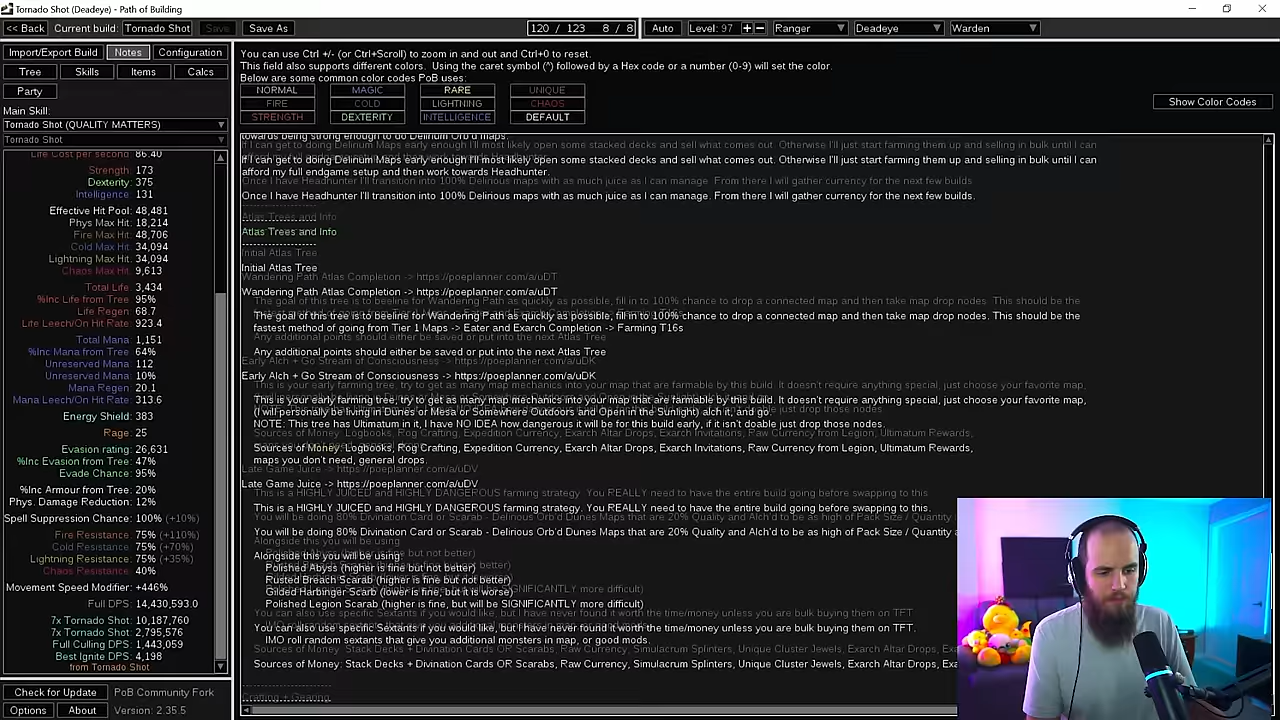 Tornado Shot (Deadeye) - Path of Building
<< Back Current build: Tornado Shot Save Save As 120 / 123 8 / 8 Auto Level: 97 + - Ranger Deadeye Warden
Import/Export Build Notes Configuration
Tree Skills Items Calcs
Party
Main Skill:
Tornado Shot (QUALITY MATTERS)
Tornado Shot
Life Cost per second: 86.40
Strength: 173
Dexterity: 375
Intelligence: 131
Effective Hit Pool: 48,481
Phys Max Hit: 18,214
Fire Max Hit: 48,706
Cold Max Hit: 34,094
Lightning Max Hit: 34,094
Chaos Max Hit: 9,613
Total Life: 3,434
%Inc Life from Tree: 95%
Life Regen: 68.7
Life Leech/On Hit Rate: 923.4
Total Mana: 1,151
%Inc Mana from Tree: 64%
Unreserved Mana: 112
Unreserved Mana: 10%
Mana Regen: 20.1
Mana Leech/On Hit Rate: 313.6
Energy Shield: 383
Rage: 25
Evasion rating: 26,631
%Inc Evasion from Tree: 47%
Evade Chance: 95%
%Inc Armour from Tree: 20%
Phys. Damage Reduction: 12%
Spell Suppression Chance: 100% (+10%)
Fire Resistance: 75% (+110%)
Cold Resistance: 75% (+70%)
Lightning Resistance: 75% (+35%)
Chaos Resistance: 40%
Movement Speed Modifier: +446%
Full DPS: 14,430,593.0
7x Tornado Shot: 10,187,760
7x Tornado Shot: 2,795,576
Full Culling DPS: 1,443,059
Best Ignite DPS: 4,198
from Tornado Shot
Check for Update PoB Community Fork
Options About Version: 2.35.5
You can use Ctrl +/- (or Ctrl+Scroll) to zoom in and out and Ctrl+0 to reset.
This field also supports different colors. Using the caret symbol (^) followed by a Hex code or a number (0-9) will set the color.
Below are some common color codes PoB uses:
NORMAL MAGIC RARE UNIQUE
FIRE COLD LIGHTNING CHAOS
STRENGTH DEXTERITY INTELLIGENCE DEFAULT
Show Color Codes
towards being strong enough to do Delirium Orb'd maps.
If I can get to doing Delirium Maps early enough I'll most likely open some stacked decks and sell what comes out. Otherwise I'll just start farming them up and selling in bulk until I can
afford my full endgame setup and then work towards Headhunter.
Once I have Headhunter I'll transition into 100% Delirious maps with as much juice as I can manage. From there I will gather currency for the next few builds.
--------------------
Atlas Trees and Info
--------------------
Initial Atlas Tree
Wandering Path Atlas Completion -> https://poeplanner.com/a/uDT
The goal of this tree is to beeline for Wandering Path as quickly as possible, fill in to 100% chance to drop a connected map and then take map drop nodes. This should be the
fastest method of going from Tier 1 Maps -> Eater and Exarch Completion -> Farming T16s
Any additional points should either be saved or put into the next Atlas Tree
Early Alch + Go Stream of Consciousness -> https://poeplanner.com/a/uDK
This is your early farming tree, try to get as many map mechanics into your map that are farmable by this build. It doesn't require anything special, just choose your favorite map,
(I will personally be living in Dunes or Mesa or Somewhere Outdoors and Open in the Sunlight) alch it, and go.
NOTE: This tree has Ultimatum in it, I have NO IDEA how dangerous it will be for this build early, if it isn't doable just drop those nodes.
Sources of Money: Logbooks, Rog Crafting, Expedition Currency, Exarch Altar Drops, Exarch Invitations, Raw Currency from Legion, Ultimatum Rewards,
maps you don't need, general drops.
Late Game Juice -> https://poeplanner.com/a/uDV
This is a HIGHLY JUICED and HIGHLY DANGEROUS farming strategy. You REALLY need to have the entire build going before swapping to this.
You will be doing 80% Divination Card or Scarab - Delirious Orb'd Dunes Maps that are 20% Quality and Alch'd to be as high of Pack Size / Quantity
Alongside this you will be using:
Polished Abyss (higher is fine but not better)
Rusted Breach Scarab (higher is fine, but not better)
Gilded Harbinger Scarb (lower is fine, but its worse)
Polished Legion Scarab (higher is fine, but will be SIGNIFICANTLY more difficult)
You can also use specific Sextants if you would like, but I have never found it worth the time/money unless you are bulk buying them on TFT.
IMO roll random sextants that give you additional monsters in map, or good mods.
Sources of Money: Stack Decks + Divination Cards OR Scarabs, Raw Currency, Simulacrum Splinters, Unique Cluster Jewels, Exarch Altar Drops, Exa
--------------------
Crafting + Gearing